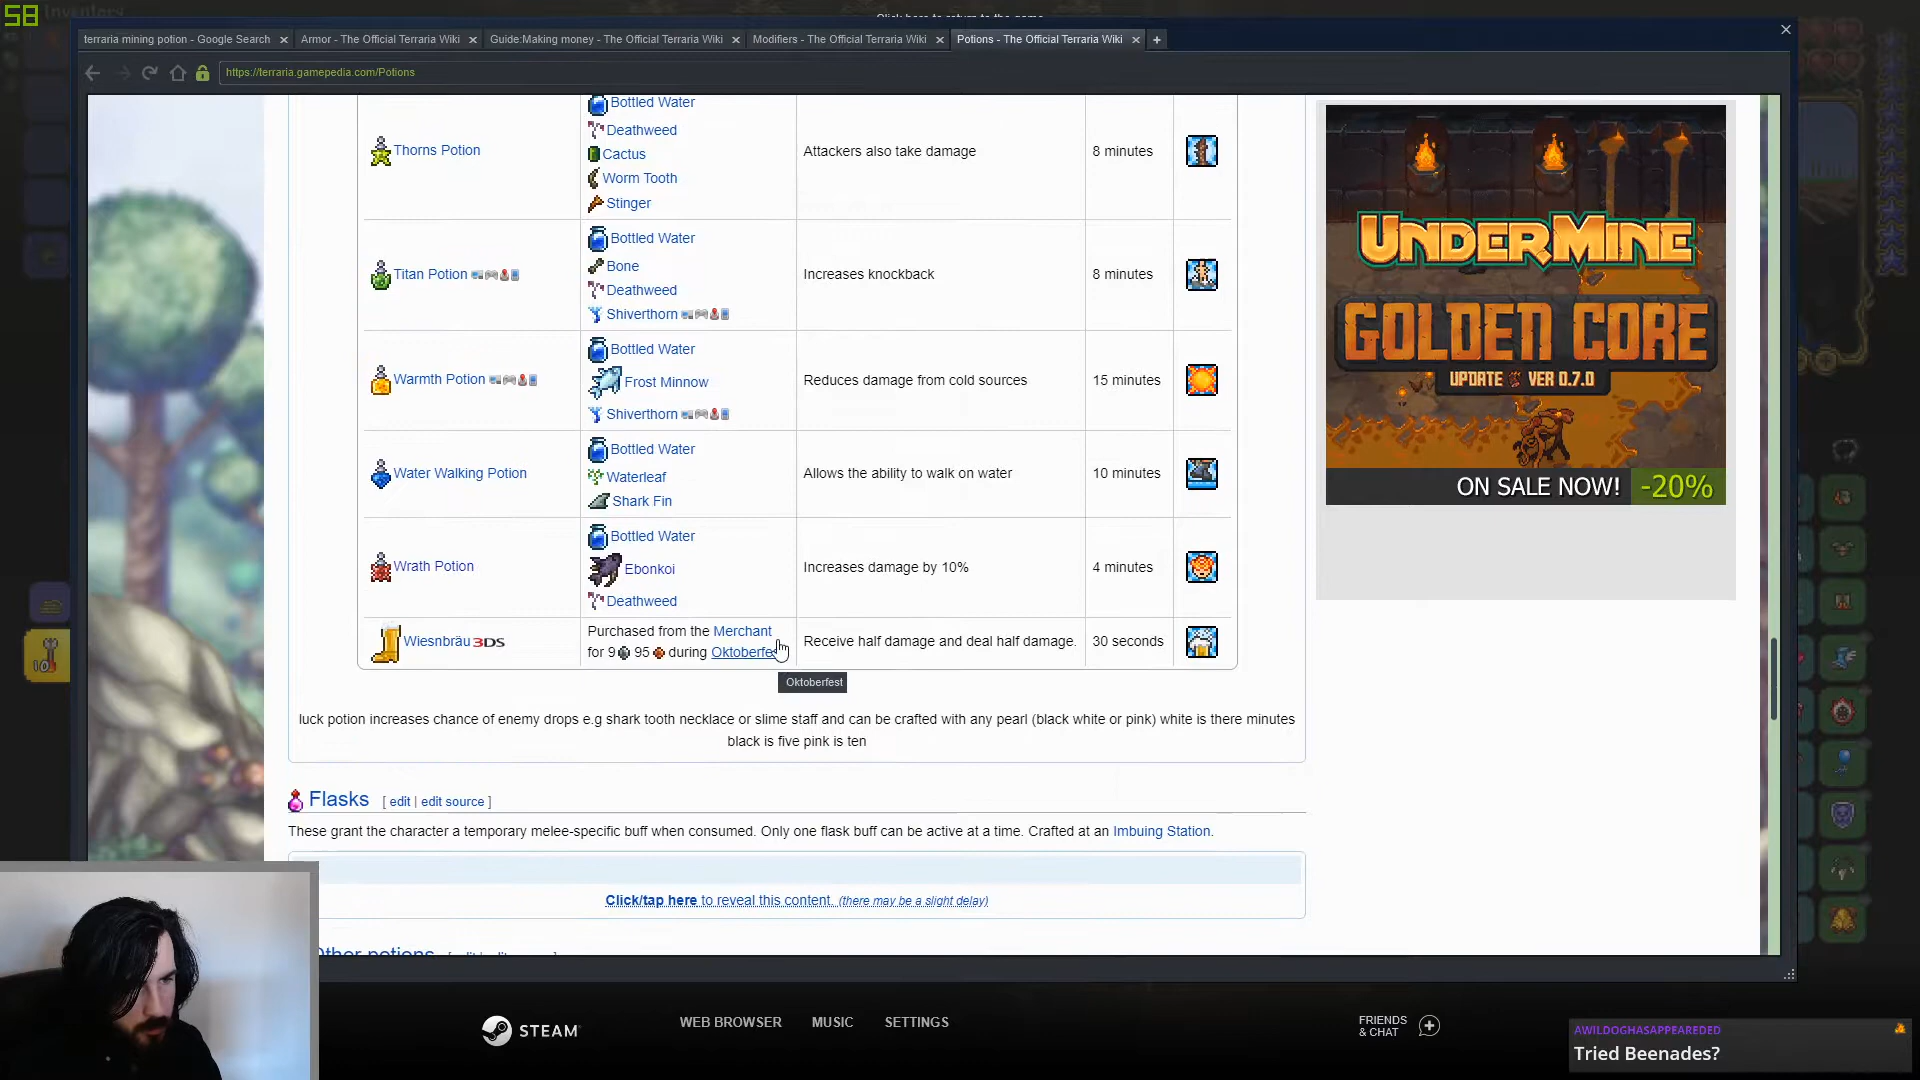 58
Inventory
Click here to return to the game
terraria mining potion - Google Search
Armor - The Official Terraria Wiki
Guide:Making money - The Official Terraria Wiki
Modifiers - The Official Terraria Wiki
Potions - The Official Terraria Wiki
https://terraria.gamepedia.com/Potions
Thorns Potion
Bottled Water
Deathweed
Cactus
Worm Tooth
Stinger
Attackers also take damage
8 minutes
Titan Potion
Bottled Water
Bone
Deathweed
Shiverthorn
Increases knockback
8 minutes
Warmth Potion
Bottled Water
Frost Minnow
Shiverthorn
Reduces damage from cold sources
15 minutes
Water Walking Potion
Bottled Water
Waterleaf
Shark Fin
Allows the ability to walk on water
10 minutes
Wrath Potion
Bottled Water
Ebonkoi
Deathweed
Increases damage by 10%
4 minutes
Wiesnbräu 3DS
Purchased from the Merchant
for 9 95 during Oktoberfe
Receive half damage and deal half damage.
30 seconds
Oktoberfest
luck potion increases chance of enemy drops e.g shark tooth necklace or slime staff and can be crafted with any pearl (black white or pink) white is there minutes
black is five pink is ten
Flasks [ edit | edit source ]
These grant the character a temporary melee-specific buff when consumed. Only one flask buff can be active at a time. Crafted at an Imbuing Station.
Click/tap here to reveal this content. (there may be a slight delay)
Other potions
UNDERMINE
GOLDEN CORE
UPDATE VER 0.7.0
ON SALE NOW! -20%
10
STEAM
WEB BROWSER
MUSIC
SETTINGS
FRIENDS
& CHAT
AWILDOGHASAPPEAREDED
Tried Beenades?